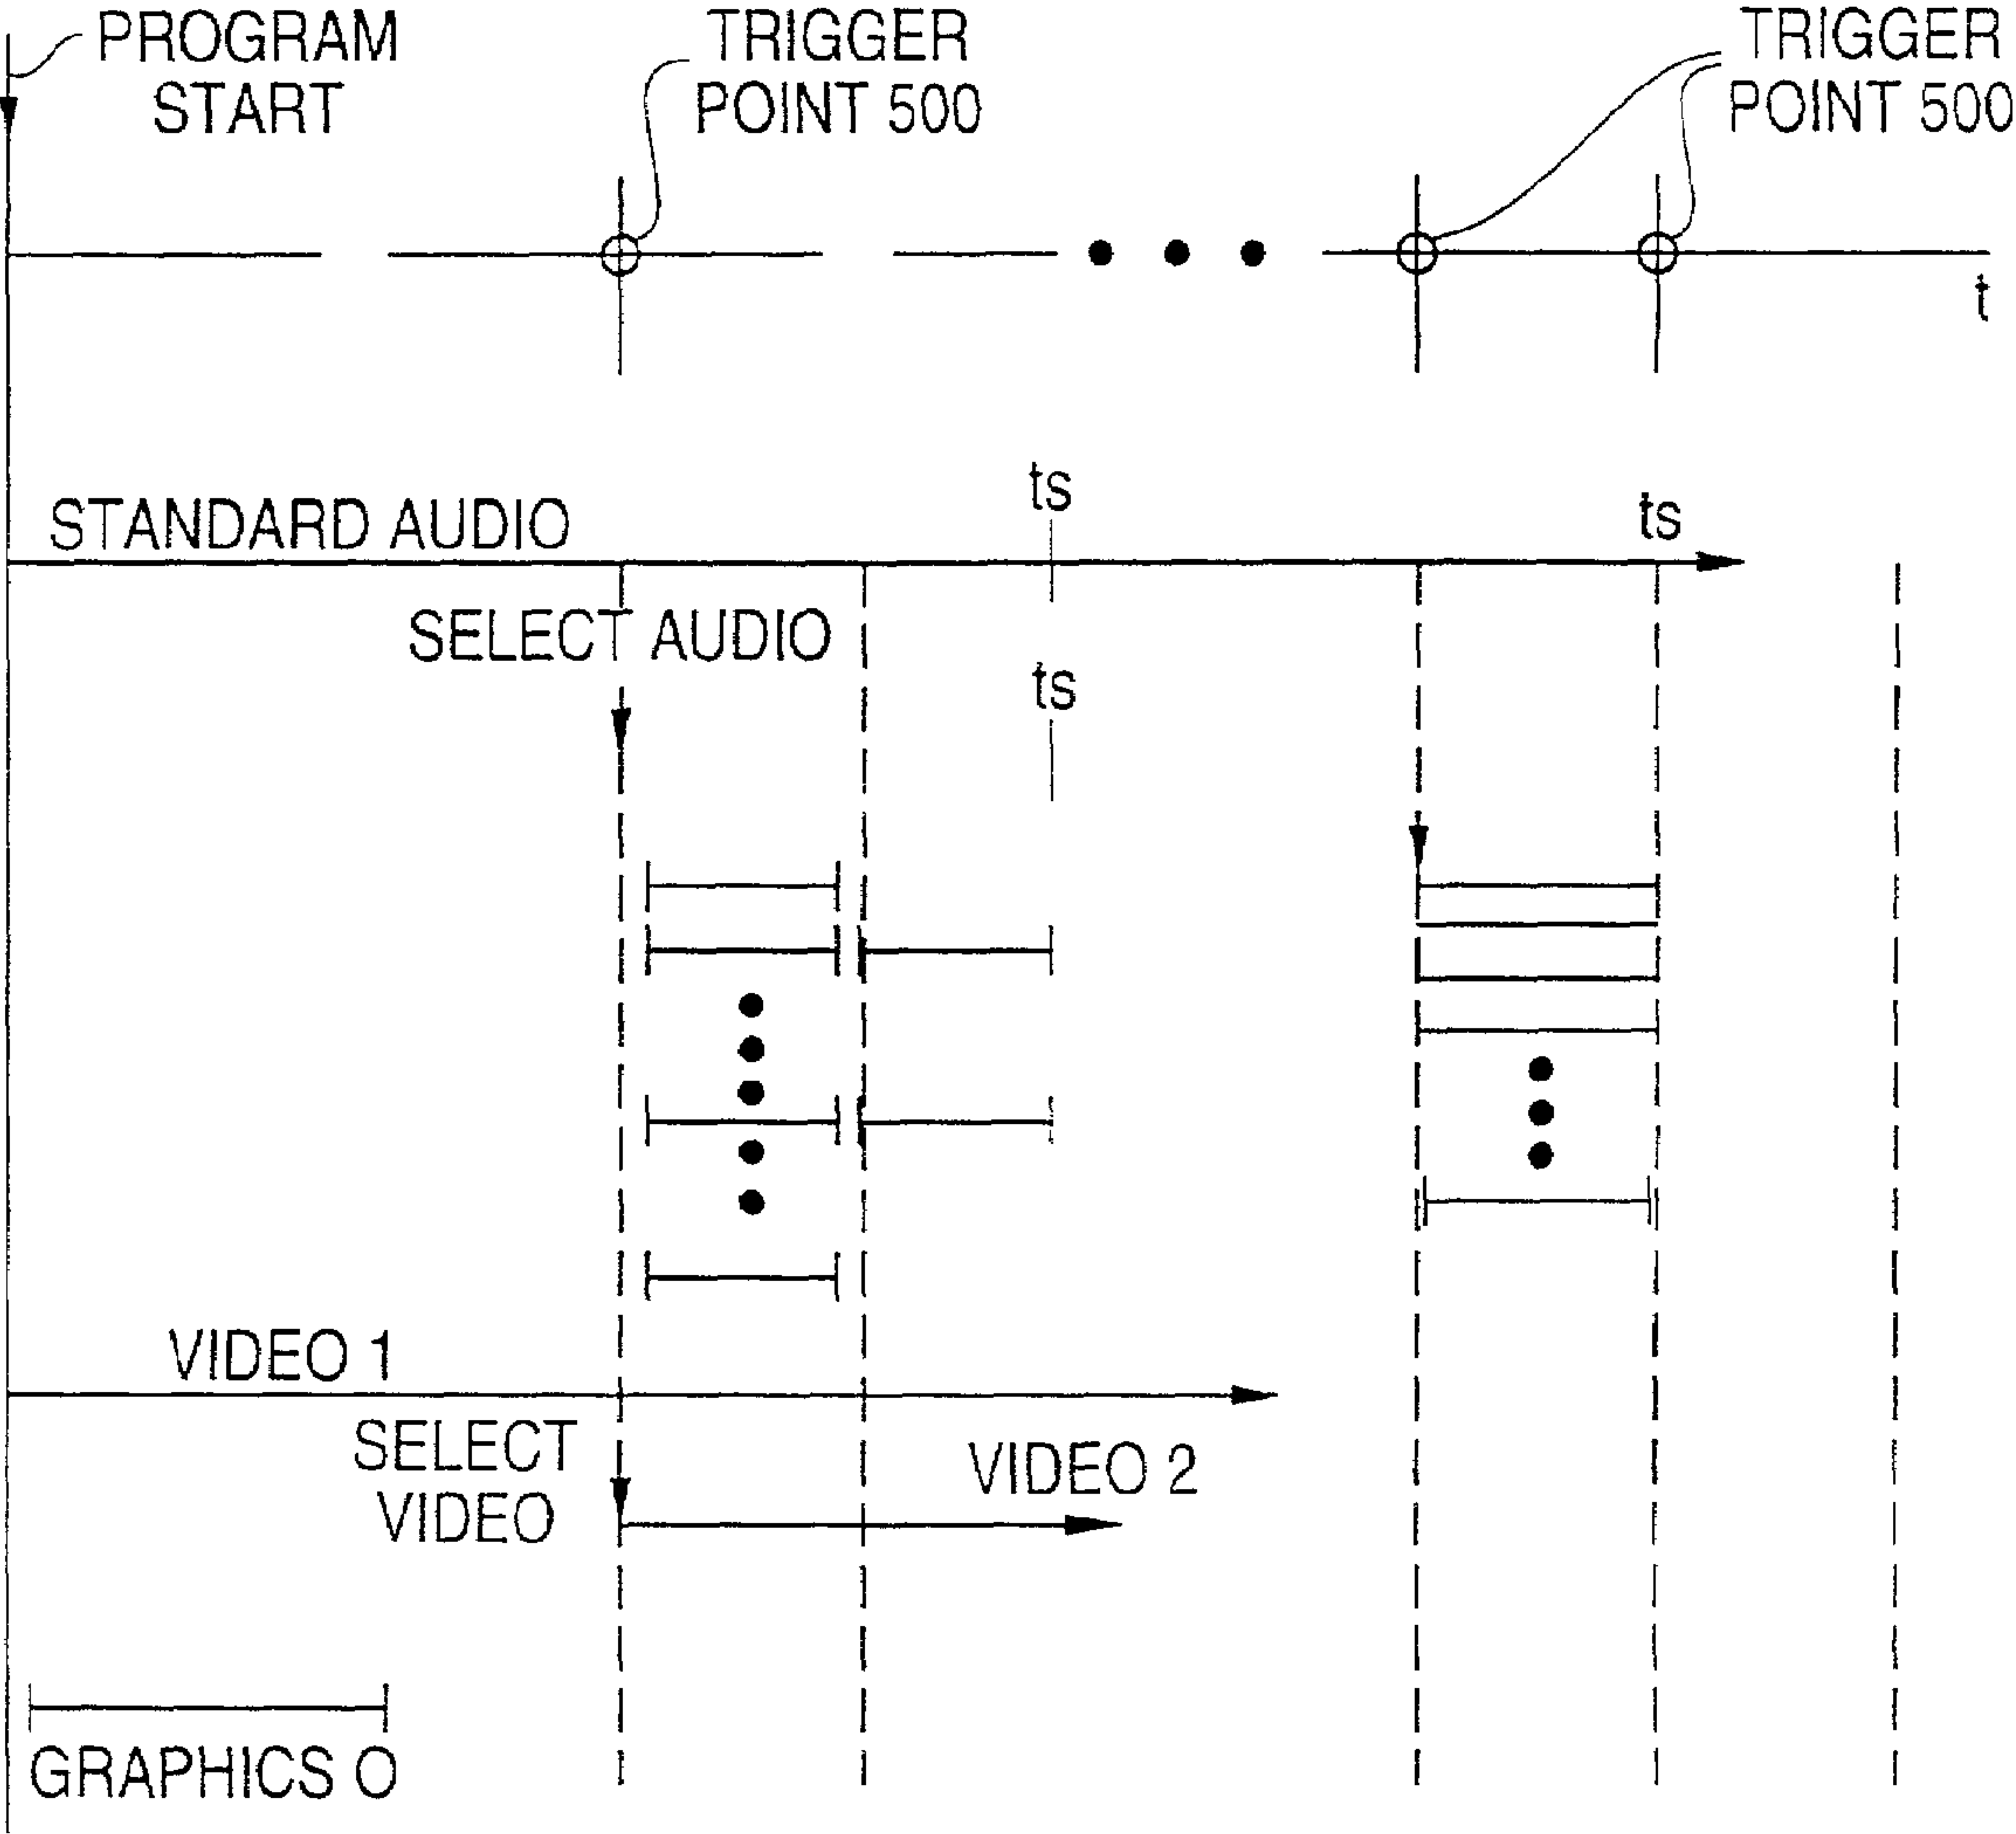 PROGRAM
START
TRIGGER
POINT 500
TRIGGER
POINT 500
t
ts
STANDARD AUDIO
ts
SELECT AUDIO
ts
VIDEO 1
SELECT
VIDEO
VIDEO 2
GRAPHICS O